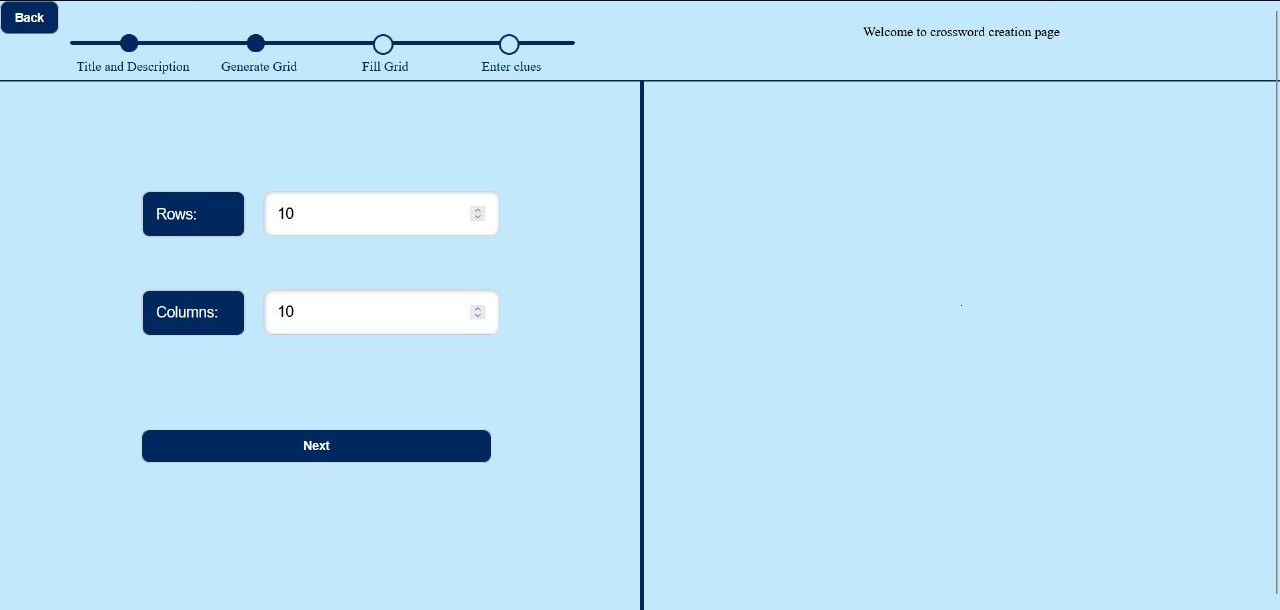 Back
Welcome to crossword creation page
Title and Description
Generate Grid
Fill Grid
Enter clues
Rows:
10
Columns:
10
Next